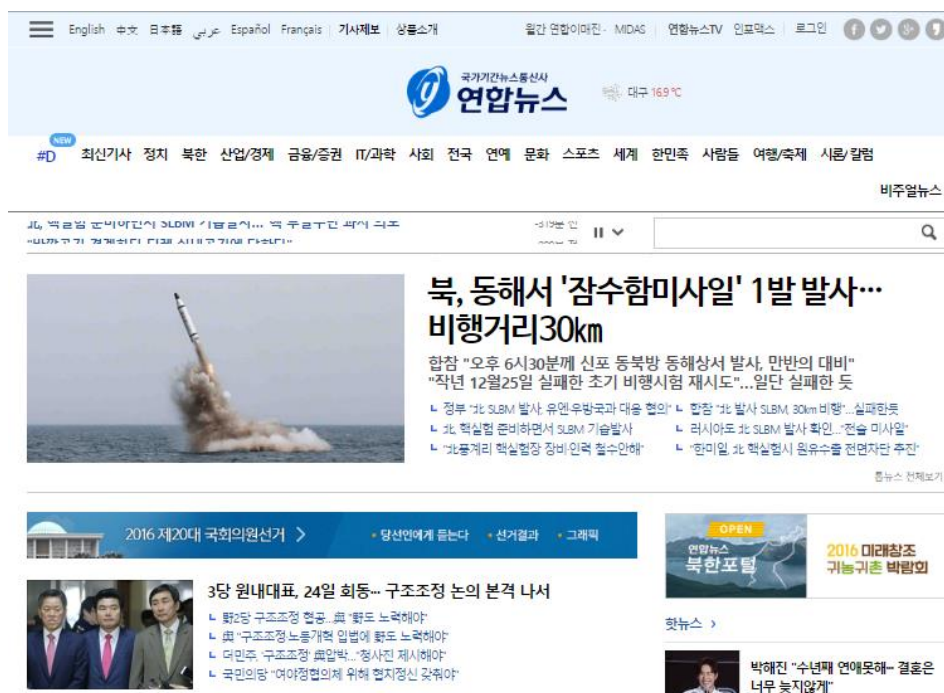 English 中文 日本語 عربي Español Français 기사제보 상품소개 월간 연합이매진 · MIDAS 연합뉴스TV 인포맥스 로그인
국가기간뉴스통신사
연합뉴스
대구 16.9 ℃
NEW
#D 최신기사 정치 북한 산업/경제 금융/증권 IT/과학 사회 전국 연예 문화 스포츠 세계 한민족 사람들 여행/축제 시론/칼럼
비주얼뉴스
북, 동해서 '잠수함미사일' 1발 발사…
비행거리30㎞
합참 "오후 6시30분께 신포 동북방 동해상서 발사, 만반의 대비"
"작년 12월25일 실패한 초기 비행시험 재시도"...일단 실패한 듯
정부 "北 SLBM 발사, 유엔·우방국과 대응 협의" 합참 "北 발사 SLBM, 30km 비행"...실패한듯
北, 핵실험 준비하면서 SLBM 기습발사 러시아도 北 SLBM 발사 확인..."전술 미사일"
"北풍계리 핵실험장 장비·인력 철수안해" "한미일, 北 핵실험시 원유수출 전면차단 추진"
톱뉴스 전체보기
2016 제20대 국회의원선거 당선인에게 듣는다 선거결과 그래픽
OPEN
연합뉴스
북한포털
2016 미래창조
귀농귀촌 박람회
3당 원내대표, 24일 회동… 구조조정 논의 본격 나서
野2당 구조조정 협공...與 "野도 노력해야"
與 "구조조정·노동개혁 입법에 野도 노력해야"
더민주, '구조조정' 與압박..."청사진 제시해야"
국민의당 "여야정협의체 위해 협치정신 갖춰야"
핫뉴스
박해진 "수년째 연애못해… 결혼은
너무 늦지않게"